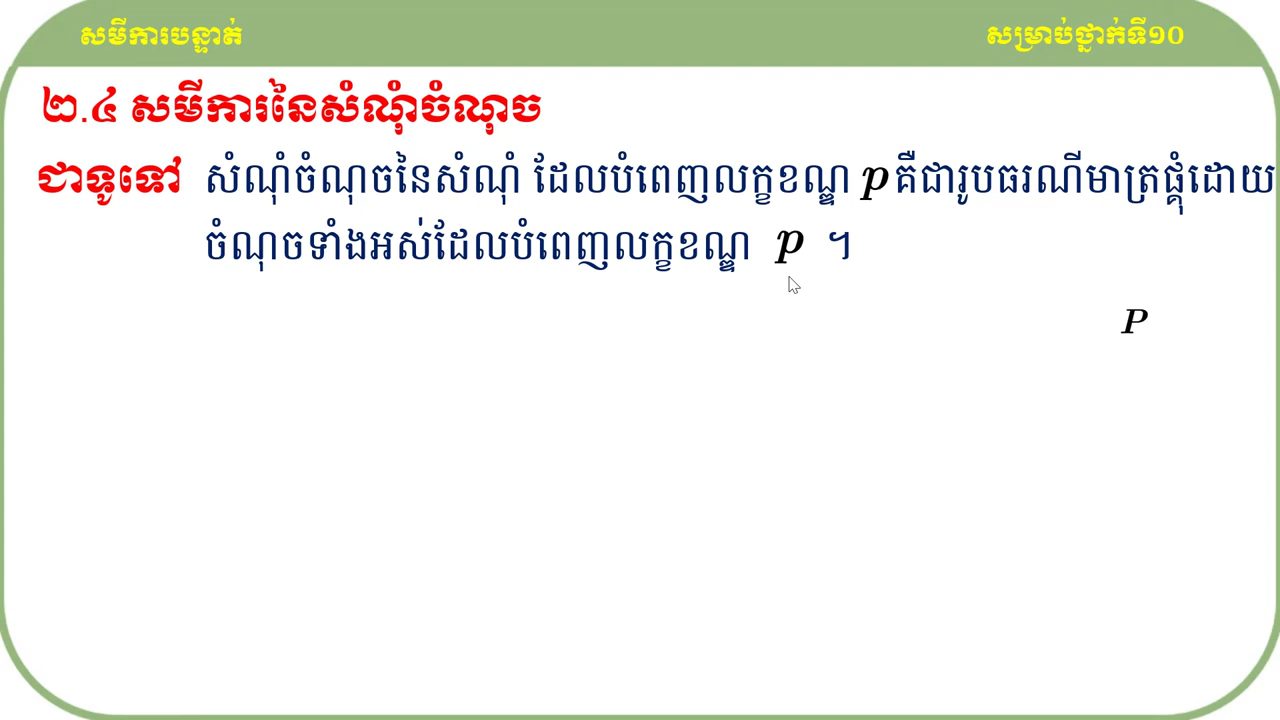 សមីការបន្ទាត់
សម្រាប់ថ្នាក់ទី១០
២.៤ សមីការនៃសំណុំចំណុច
ជាទូទៅ សំណុំចំណុចនៃសំណុំ ដែលបំពេញលក្ខខណ្ឌ p គឺជារូបធរណីមាត្រផ្គុំដោយ
ចំណុចទាំងអស់ដែលបំពេញលក្ខខណ្ឌ p ។
P